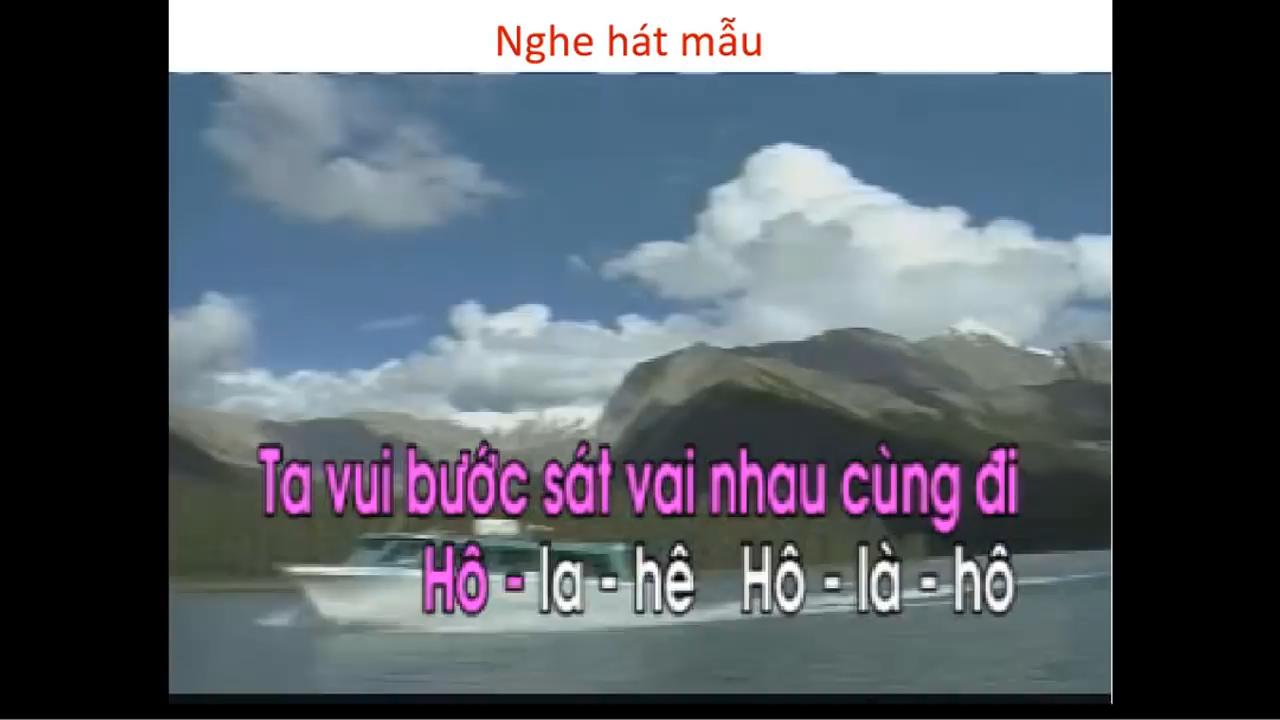 Nghe hát mẫu
Ta vui bước sát vai nhau cùng đi
Hô - la - hê Hô - là - hô